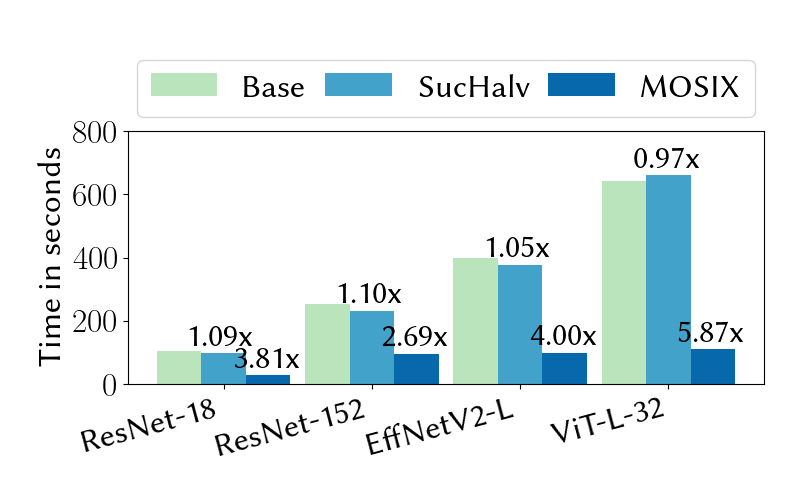 Base SucHalv MOSIX
Time in seconds
800
600
400
200
0
1.09x 3.81x
1.10x 2.69x
1.05x 4.00x
0.97x 5.87x
ResNet-18 ResNet-152 EffNetV2-L ViT-L-32